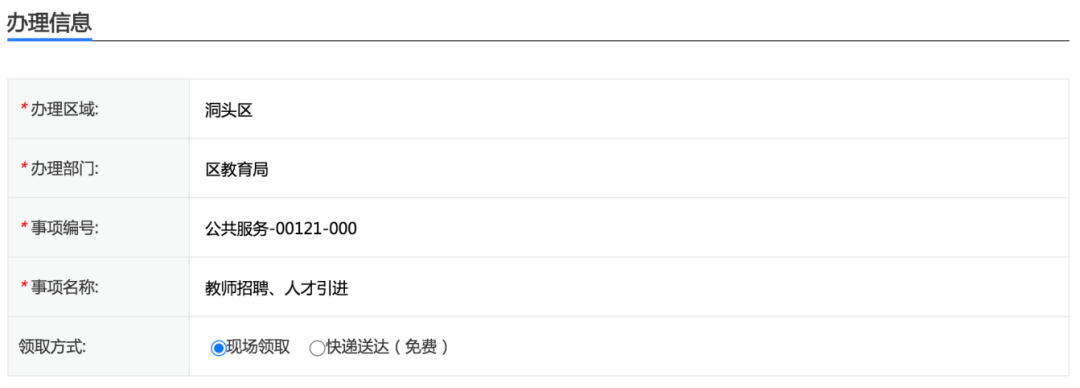 办理信息
*办理区域: 洞头区
*办理部门: 区教育局
*事项编号: 公共服务-00121-000
*事项名称: 教师招聘、人才引进
领取方式: 现场领取 快递送达（免费）